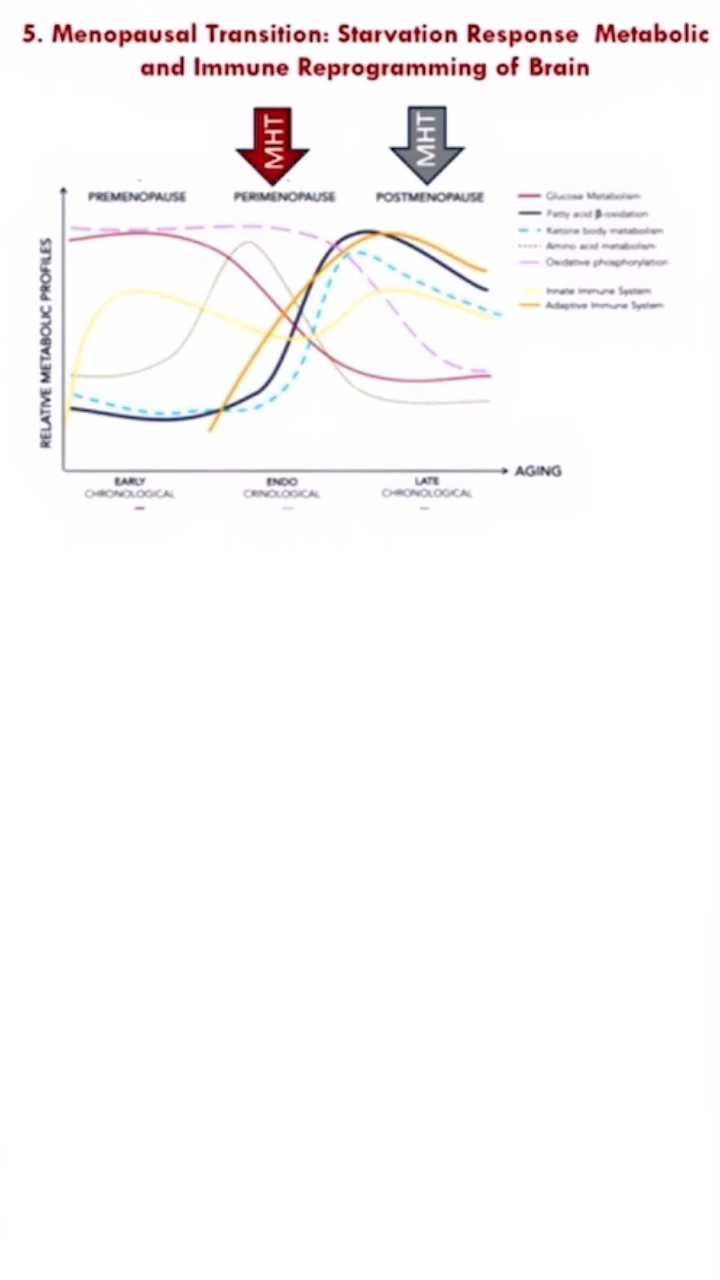 5. Menopausal Transition: Starvation Response Metabolic
and Immune Reprogramming of Brain
MHT
MHT
PREMENOPAUSE
PERIMENOPAUSE
POSTMENOPAUSE
RELATIVE METABOLIC PROFILES
Glucose Metabolism
Fatty acid β-oxidation
Ketone body metabolism
Amino acid metabolism
Oxidative phosphorylation
Innate Immune System
Adaptive Immune System
AGING
EARLY
CHRONOLOGICAL
ENDO
CRINOLOGICAL
LATE
CHRONOLOGICAL